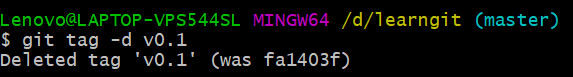 Lenovo@LAPTOP-VPS544SL MINGW64 /d/learngit (master)
$ git tag -d v0.1
Deleted tag 'v0.1' (was fa1403f)